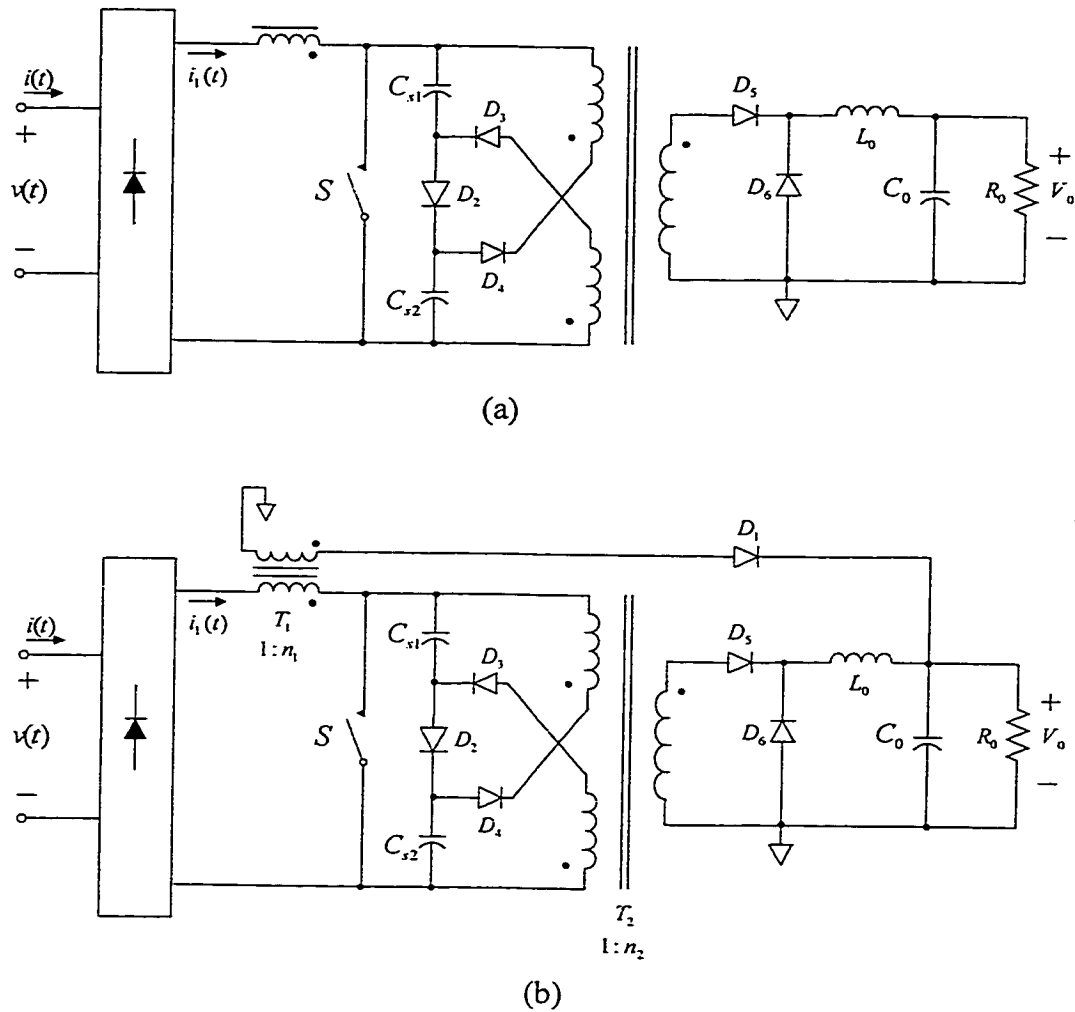 i(t)
i₁(t)
+
v(t)
−
S
Cₛ₁
D₃
D₂
D₄
Cₛ₂
D₅
D₆
L₀
C₀
R₀
+
V₀
−
(a)
D₁
i(t)
i₁(t)
T₁
1:n₁
+
v(t)
−
S
Cₛ₁
D₃
D₂
D₄
Cₛ₂
D₅
D₆
L₀
C₀
R₀
+
V₀
−
T₂
1:n₂
(b)